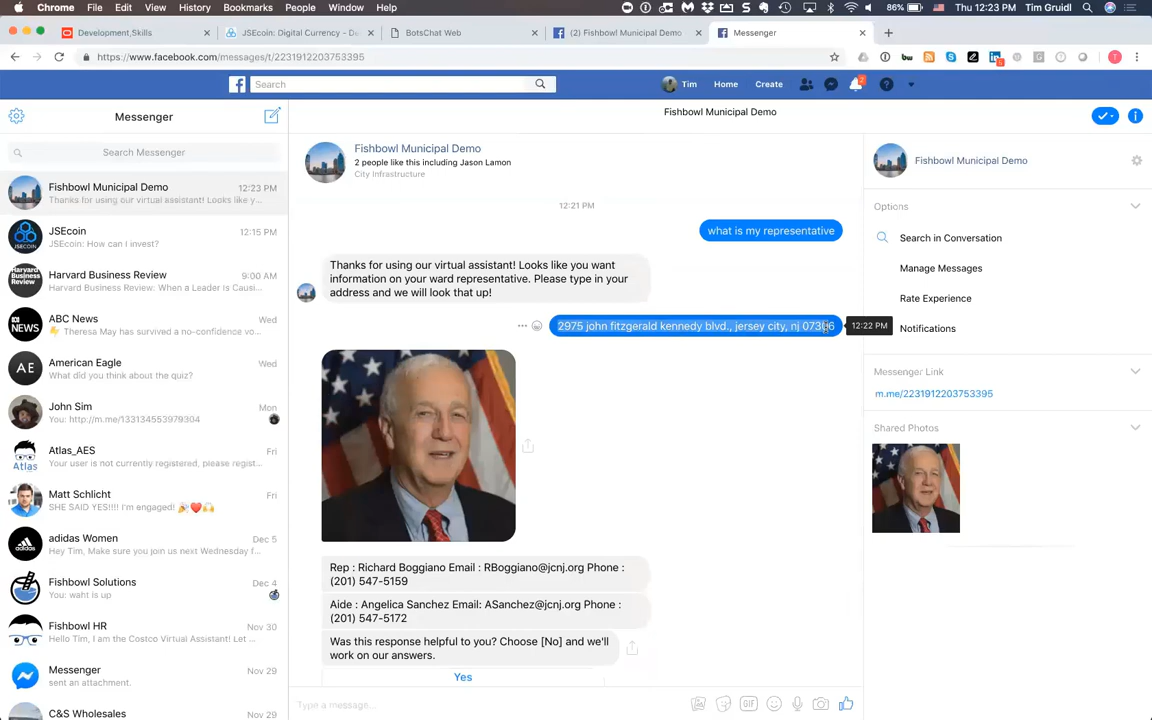 Chrome File Edit View History Bookmarks People Window Help 86% Thu 12:23 PM Tim Gruidl
Development,Skills
JSEcoin: Digital Currency - De
BotsChat Web
(2) Fishbowl Municipal Demo
Messenger
https://www.facebook.com/messages/t/2231912203753395
Search
Tim Home Create
Messenger
Search Messenger
Fishbowl Municipal Demo 12:23 PM
Thanks for using our virtual assistant! Looks like y...
JSEcoin 12:15 PM
JSEcoin: How can I invest?
Harvard Business Review 9:00 AM
Harvard Business Review: When a Leader Is Causi...
ABC News Wed
Theresa May has survived a no-confidence vo...
American Eagle Wed
What did you think about the quiz?
John Sim Mon
You: http://m.me/133134553979304
Atlas_AES Fri
Your user is not currently registered, please regist...
Matt Schlicht Fri
SHE SAID YES!!!! I'm engaged!
adidas Women Dec 5
Hey Tim, Make sure you join us next Wednesday f...
Fishbowl Solutions Dec 4
You: waht is up
Fishbowl HR Nov 30
Hello Tim, I am the Costco Virtual Assistant! Let ...
Messenger Nov 29
sent an attachment.
C&S Wholesales Nov 29
Fishbowl Municipal Demo
Fishbowl Municipal Demo
2 people like this including Jason Lamon
City Infrastructure
12:21 PM
what is my representative
Thanks for using our virtual assistant! Looks like you want
information on your ward representative. Please type in your
address and we will look that up!
2975 john fitzgerald kennedy blvd., jersey city, nj 07306
12:22 PM
Rep : Richard Boggiano Email : RBoggiano@jcnj.org Phone :
(201) 547-5159
Aide : Angelica Sanchez Email: ASanchez@jcnj.org Phone :
(201) 547-5172
Was this response helpful to you? Choose [No] and we'll
work on our answers.
Yes
Type a message...
GIF
Fishbowl Municipal Demo
Options
Search in Conversation
Manage Messages
Rate Experience
Notifications
Messenger Link
m.me/2231912203753395
Shared Photos